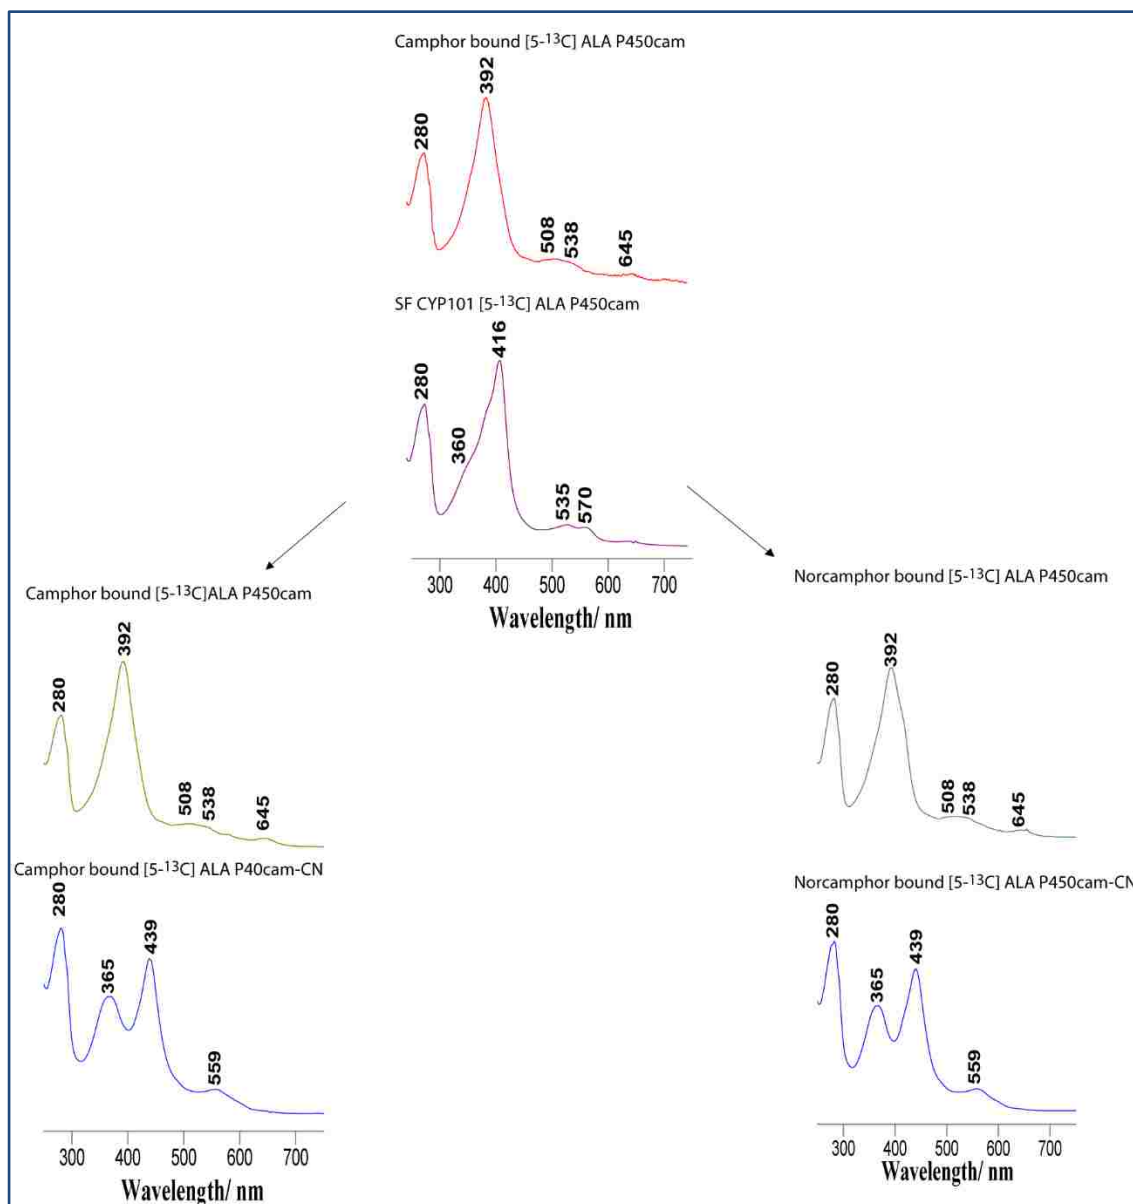 Camphor bound [5-¹³C] ALA P450cam
392
280
508
538
645
SF CYP101 [5-¹³C] ALA P450cam
416
280
360
535
570
300 400 500 600 700
Wavelength/ nm
Camphor bound [5-¹³C]ALA P450cam
392
280
508
538
645
Camphor bound [5-¹³C] ALA P40cam-CN
280
365
439
559
300 400 500 600 700
Wavelength/ nm
Norcamphor bound [5-¹³C] ALA P450cam
392
280
508
538
645
Norcamphor bound [5-¹³C] ALA P450cam-CN
280
365
439
559
300 400 500 600 700
Wavelength/ nm